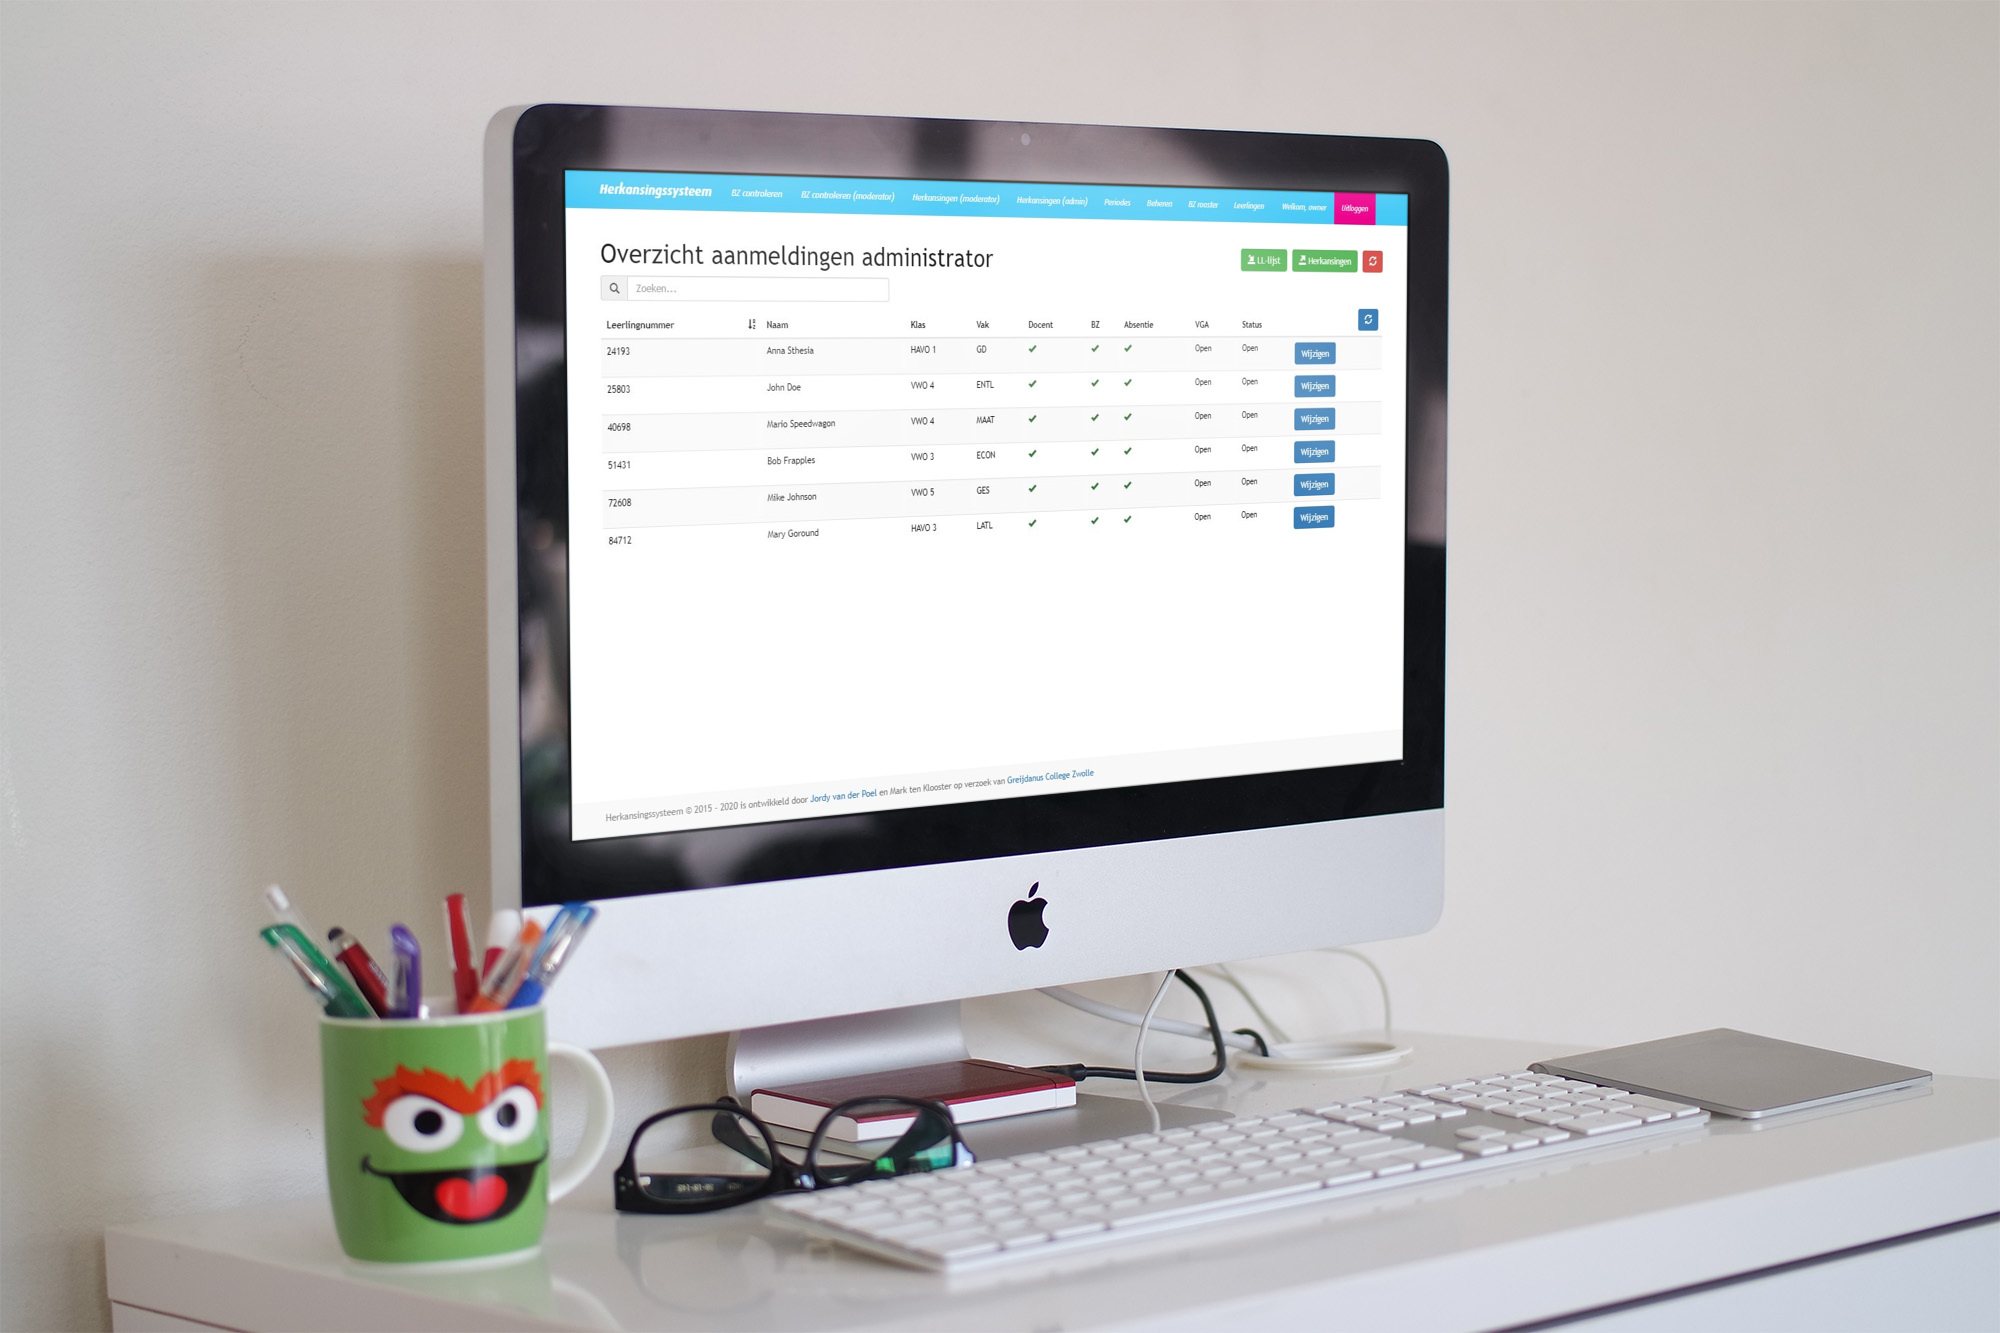 Herkansingssysteem BZ controleren BZ controleren (moderator) Herkansingen (moderator) Herkansingen (admin) Periodes Beheren BZ rooster Leerlingen Welkom, owner Uitloggen
Overzicht aanmeldingen administrator LL-lijst Herkansingen
Zoeken...
Leerlingnummer Naam Klas Vak Docent BZ Absentie VGA Status
24193 Anna Sthesia HAVO 1 GD Open Open Wijzigen
25803 John Doe VWO 4 ENTL Open Open Wijzigen
40698 Mario Speedwagon VWO 4 MAAT Open Open Wijzigen
51431 Bob Frapples VWO 3 ECON Open Open Wijzigen
72608 Mike Johnson VWO 5 GES Open Open Wijzigen
84712 Mary Goround HAVO 3 LATL Open Open Wijzigen
Herkansingssysteem © 2015 - 2020 is ontwikkeld door Jordy van der Poel en Mark ten Klooster op verzoek van Greijdanus College Zwolle